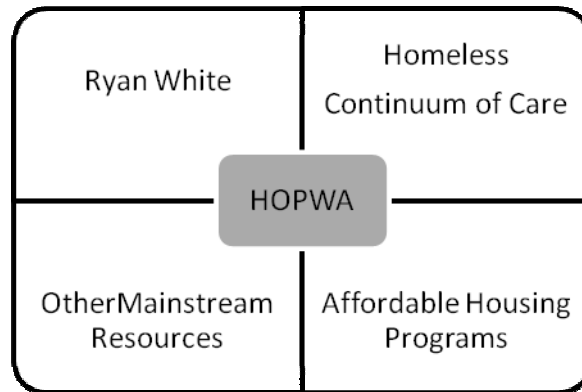 Ryan White
Homeless
Continuum of Care
HOPWA
OtherMainstream
Resources
Affordable Housing
Programs